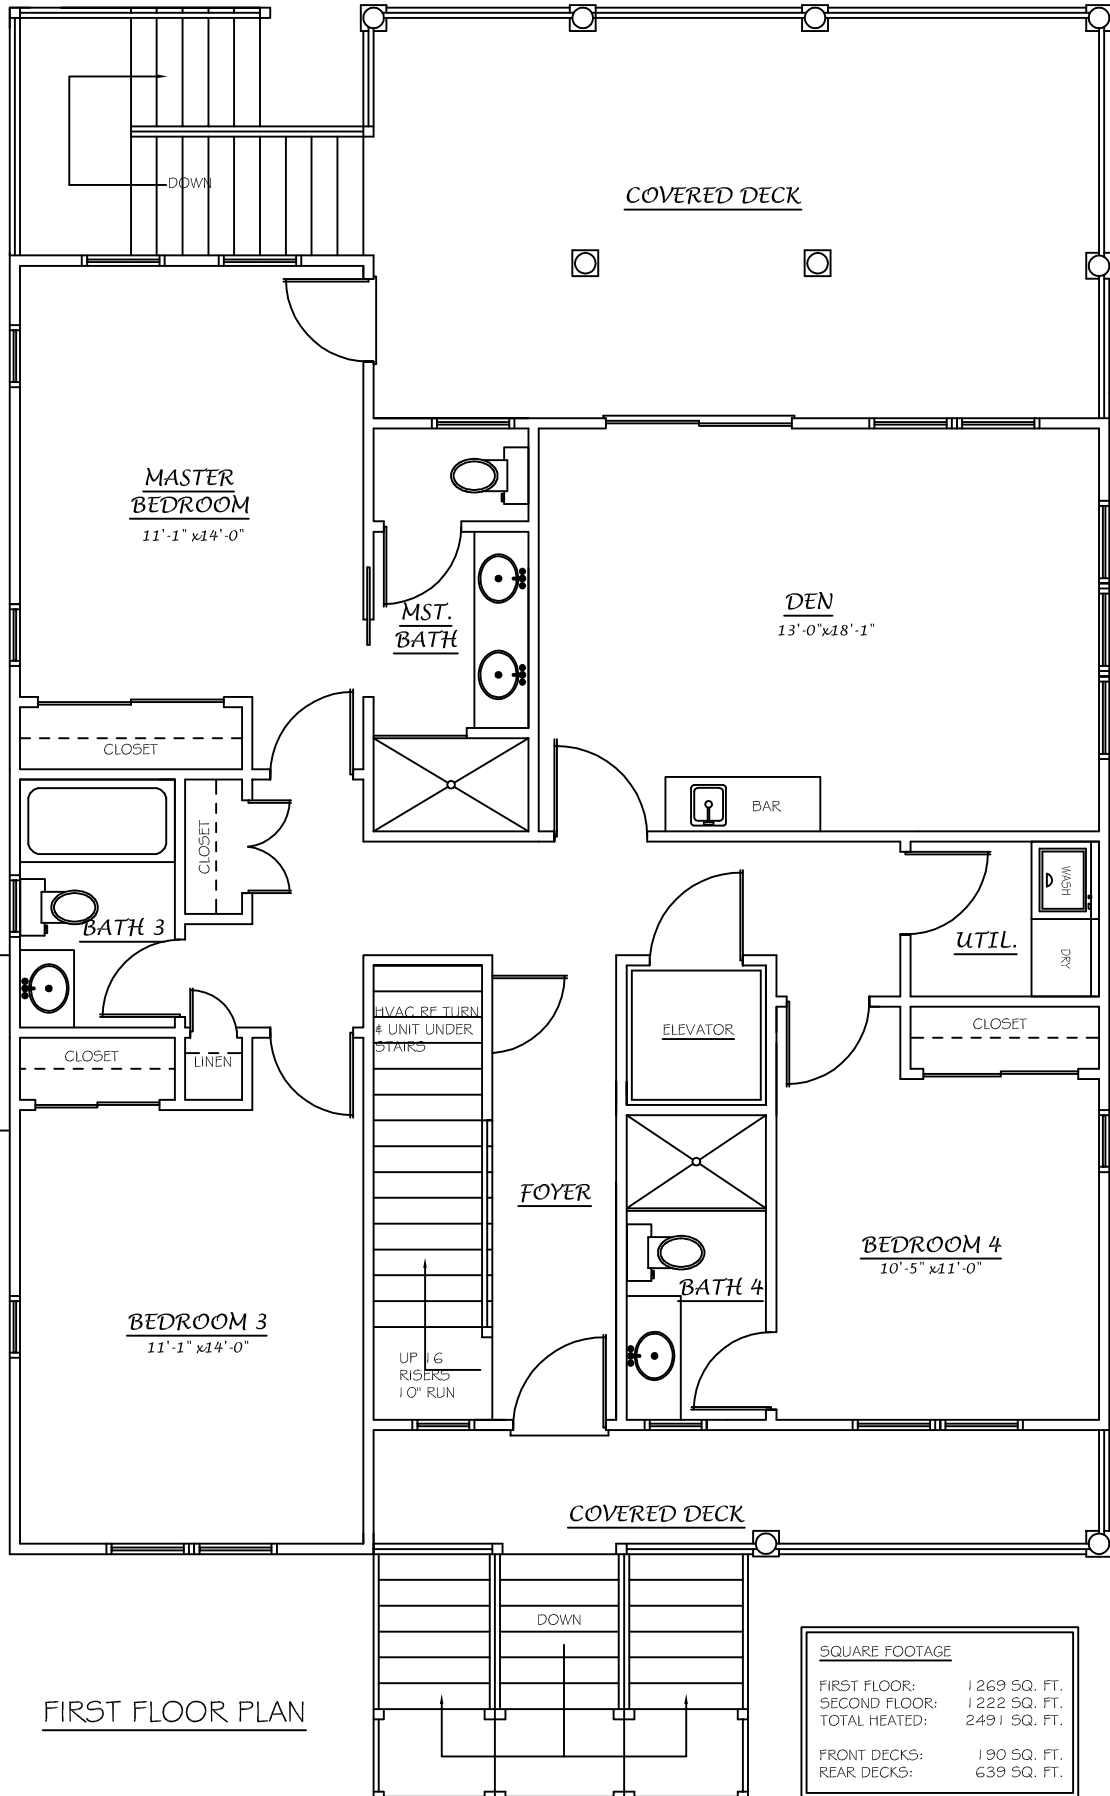 DOWN
COVERED DECK
MASTER
BEDROOM
11'-1" x14'-0"
MST.
BATH
DEN
13'-0"x18'-1"
CLOSET
CLOSET
BAR
WASH
DRY
UTIL.
BATH 3
HVAC RETURN
& UNIT UNDER
STAIRS
ELEVATOR
CLOSET
CLOSET
LINEN
FOYER
BEDROOM 4
10'-5" x11'-0"
BATH 4
BEDROOM 3
11'-1" x14'-0"
UP 16
RISERS
10" RUN
COVERED DECK
DOWN
FIRST FLOOR PLAN
SQUARE FOOTAGE
FIRST FLOOR: 1269 SQ. FT.
SECOND FLOOR: 1222 SQ. FT.
TOTAL HEATED: 2491 SQ. FT.
FRONT DECKS: 190 SQ. FT.
REAR DECKS: 639 SQ. FT.